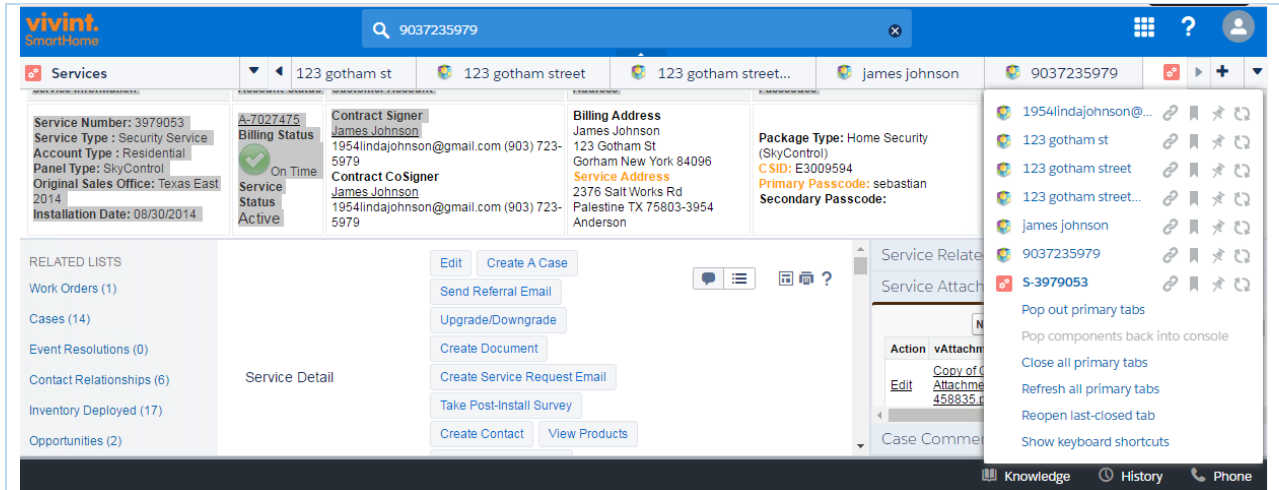 vivint.
SmartHome
9037235979
?
Services
123 gotham st
123 gotham street
123 gotham street...
james johnson
9037235979
Service Information
Account Status
Customer Account
Address
Passcodes
Service Number: 3979053
Service Type : Security Service
Account Type : Residential
Panel Type: SkyControl
Original Sales Office: Texas East
2014
Installation Date: 08/30/2014
A-7027475
Billing Status
On Time
Service
Status
Active
Contract Signer
James Johnson
1954lindajohnson@gmail.com (903) 723-
5979
Contract CoSigner
James Johnson
1954lindajohnson@gmail.com (903) 723-
5979
Billing Address
James Johnson
123 Gotham St
Gorham New York 84096
Service Address
2376 Salt Works Rd
Palestine TX 75803-3954
Anderson
Package Type: Home Security
(SkyControl)
CSID: E3009594
Primary Passcode: sebastian
Secondary Passcode:
1954lindajohnson@...
123 gotham st
123 gotham street
123 gotham street...
james johnson
9037235979
S-3979053
Pop out primary tabs
Pop components back into console
Close all primary tabs
Refresh all primary tabs
Reopen last-closed tab
Show keyboard shortcuts
RELATED LISTS
Work Orders (1)
Cases (14)
Event Resolutions (0)
Contact Relationships (6)
Inventory Deployed (17)
Opportunities (2)
Service Detail
Edit
Create A Case
Send Referral Email
Upgrade/Downgrade
Create Document
Create Service Request Email
Take Post-Install Survey
Create Contact
View Products
?
Service Relate
Service Attach
N
Action
vAttachm
Edit
Copy of C
Attachme
458835.p
Case Comme
Knowledge
History
Phone